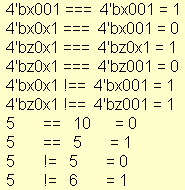 4'bx001 === 4'bx001 = 1
4'bx0x1 === 4'bx001 = 0
4'bz0x1 === 4'bz0x1 = 1
4'bz0x1 === 4'bz001 = 0
4'bx0x1 !== 4'bx001 = 1
4'bz0x1 !== 4'bz001 = 1
5 == 10 = 0
5 == 5 = 1
5 != 5 = 0
5 != 6 = 1